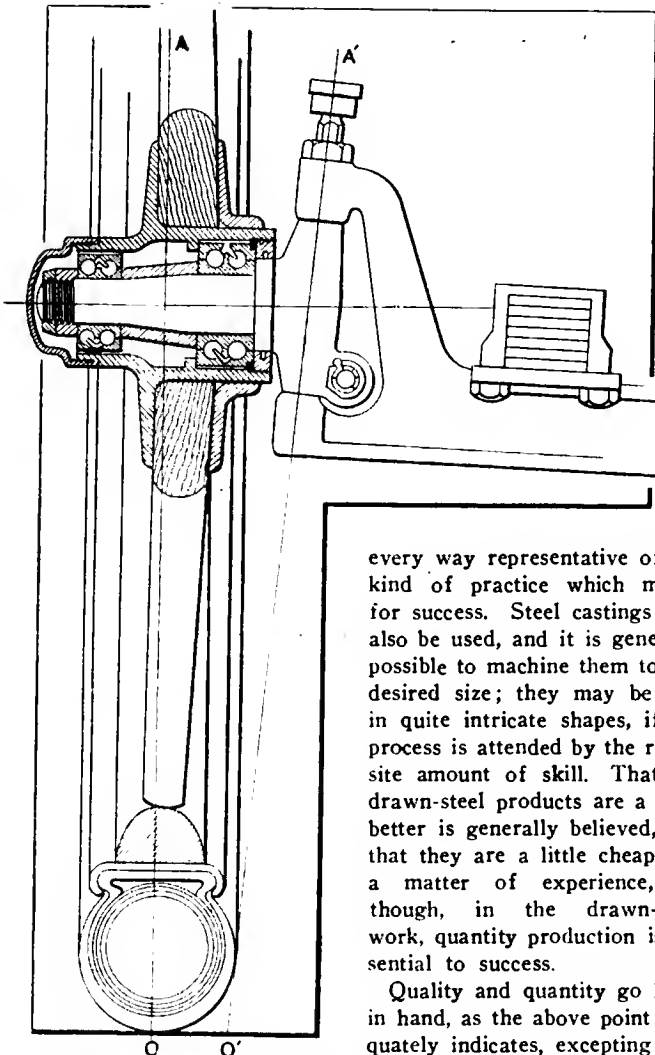 A
A'
every way representative o
kind of practice which m
for success. Steel castings
also be used, and it is gene
possible to machine them to
desired size; they may be
in quite intricate shapes, i
process is attended by the r
site amount of skill. That
drawn-steel products are a
better is generally believed,
that they are a little cheap
a matter of experience,
though, in the drawn-
work, quantity production is
sential to success.
Quality and quantity go
in hand, as the above point
quately indicates, excepting
O O'